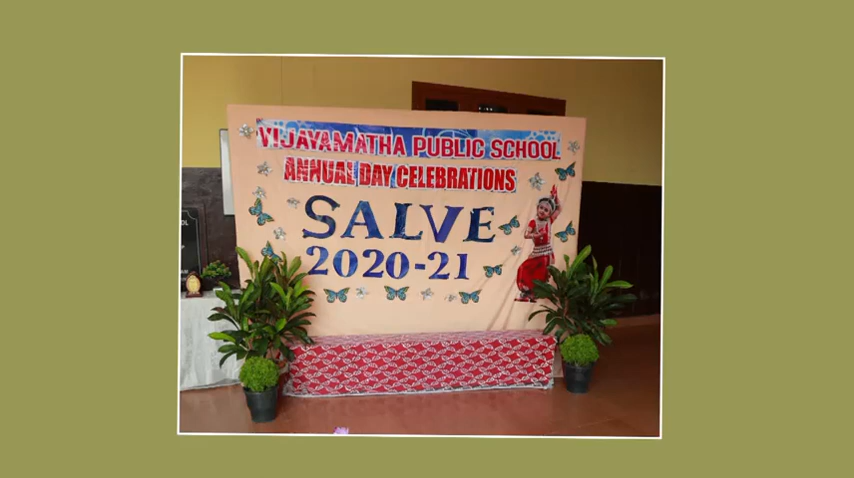 VIJAYAMATHA PUBLIC SCHOOL
ANNUAL DAY CELEBRATIONS
SALVE
2020-21